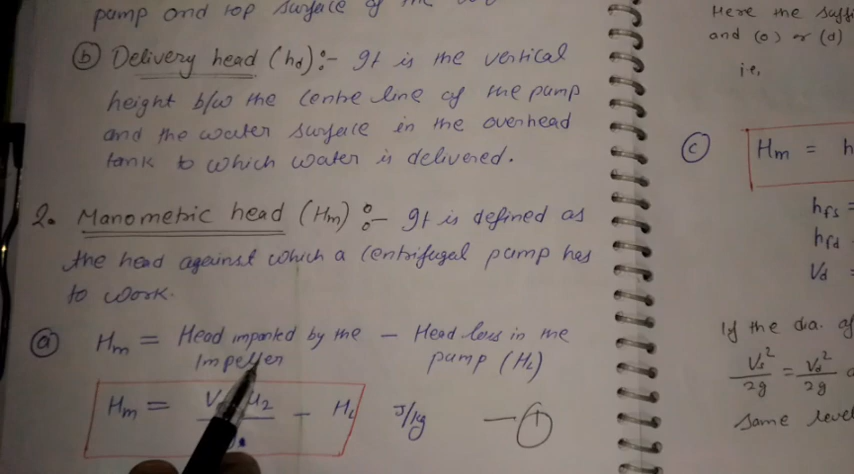 pump and top surface of the
(b) Delivery head (hd) :- It is the vertical
height b/w the centre line of the pump
and the water surface in the overhead
tank to which water is delivered.
2. Manometric head (Hm) :- It is defined as
the head against which a Centrifugal pump has
to work.
(a) Hm = Head imparted by the Impeller - Head loss in the pump (HL)
Hm = V μ2 - HL J/kg - (1)
Here the suffi
and (o) or (d)
ie,
(c) Hm = h
hfs =
hfd
Vd =
If the dia. of
Vs²/2g = Vd²/2g
same level